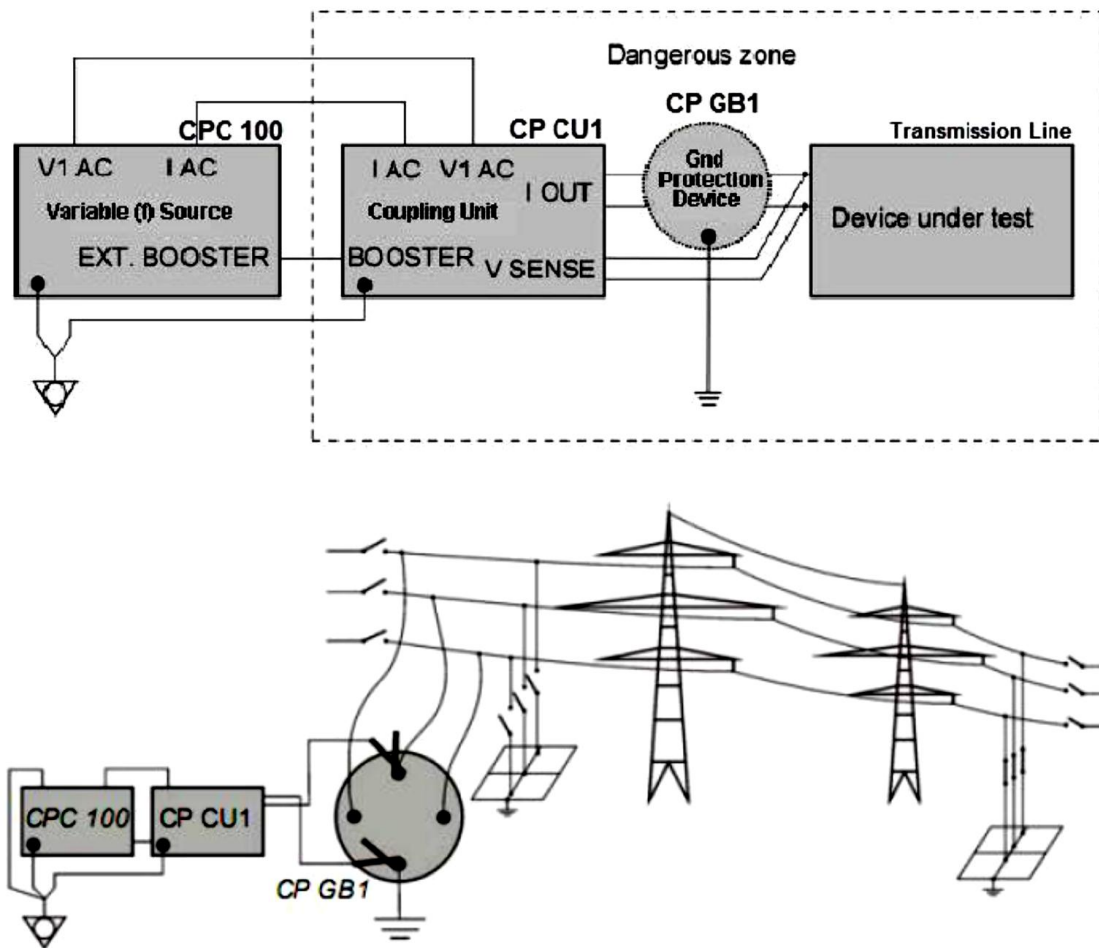 Dangerous zone
CP GB1
CPC 100
CP CU1
Transmission Line
V1 AC I AC
I AC V1 AC
Gnd
Protection
Device
I OUT
Variable (f) Source
Coupling Unit
Device under test
EXT. BOOSTER
BOOSTER
V SENSE
CPC 100
CP CU1
CP GB1